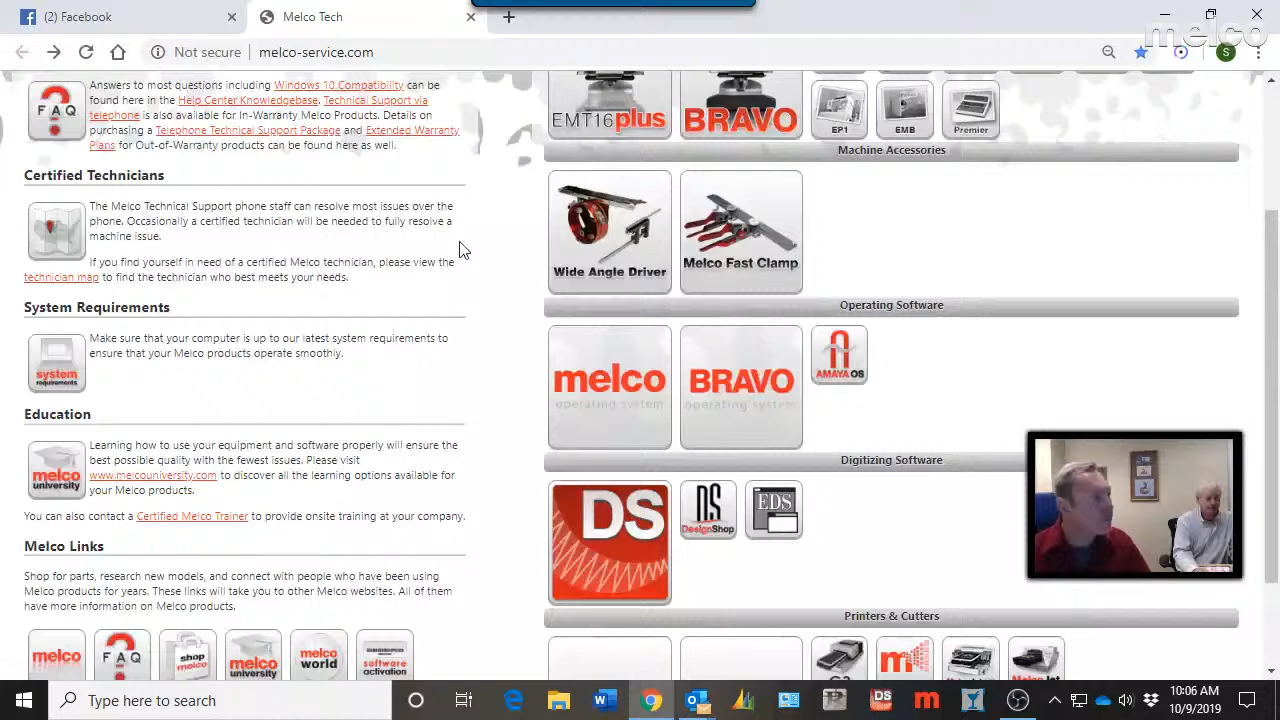 (2) Facebook
Melco Tech
melco
Not secure
melco-service.com
S
FAQ
Answers to most questions including Windows 10 Compatibility can be
found here in the Help Center Knowledgebase. Technical Support via
telephone is also available for In-Warranty Melco Products. Details on
purchasing a Telephone Technical Support Package and Extended Warranty
Plans for Out-of-Warranty products can be found here as well.
Certified Technicians
The Melco Technical Support phone staff can resolve most issues over the
phone. Occasionally a certified technician will be needed to fully resolve a
machine issue.
If you find yourself in need of a certified Melco technician, please view the
technician map to find the technician who best meets your needs.
System Requirements
system
requirements
Make sure that your computer is up to our latest system requirements to
ensure that your Melco products operate smoothly.
Education
melco
university
Learning how to use your equipment and software properly will ensure the
best possible quality with the fewest issues. Please visit
www.melcouniversity.com to discover all the learning options available for
your Melco products.
You can also contact a Certified Melco Trainer to provide onsite training at your company.
Melco Links
Shop for parts, research new models, and connect with people who have been using
Melco products for years. These links will take you to other Melco websites. All of them
have more information on Melco products.
melco
FAQ
shop
melco
melco
university
melco
world
software
activation
EMT16plus
BRAVO
EP1
EMB
Premier
Machine Accessories
Wide Angle Driver
Melco Fast Clamp
Operating Software
melco
operating system
BRAVO
operating system
AMAYA OS
Digitizing Software
DS
DS
DesignShop
EDS
Printers & Cutters
G3
m
Type here to search
DS
m
10:06 AM
10/9/2019